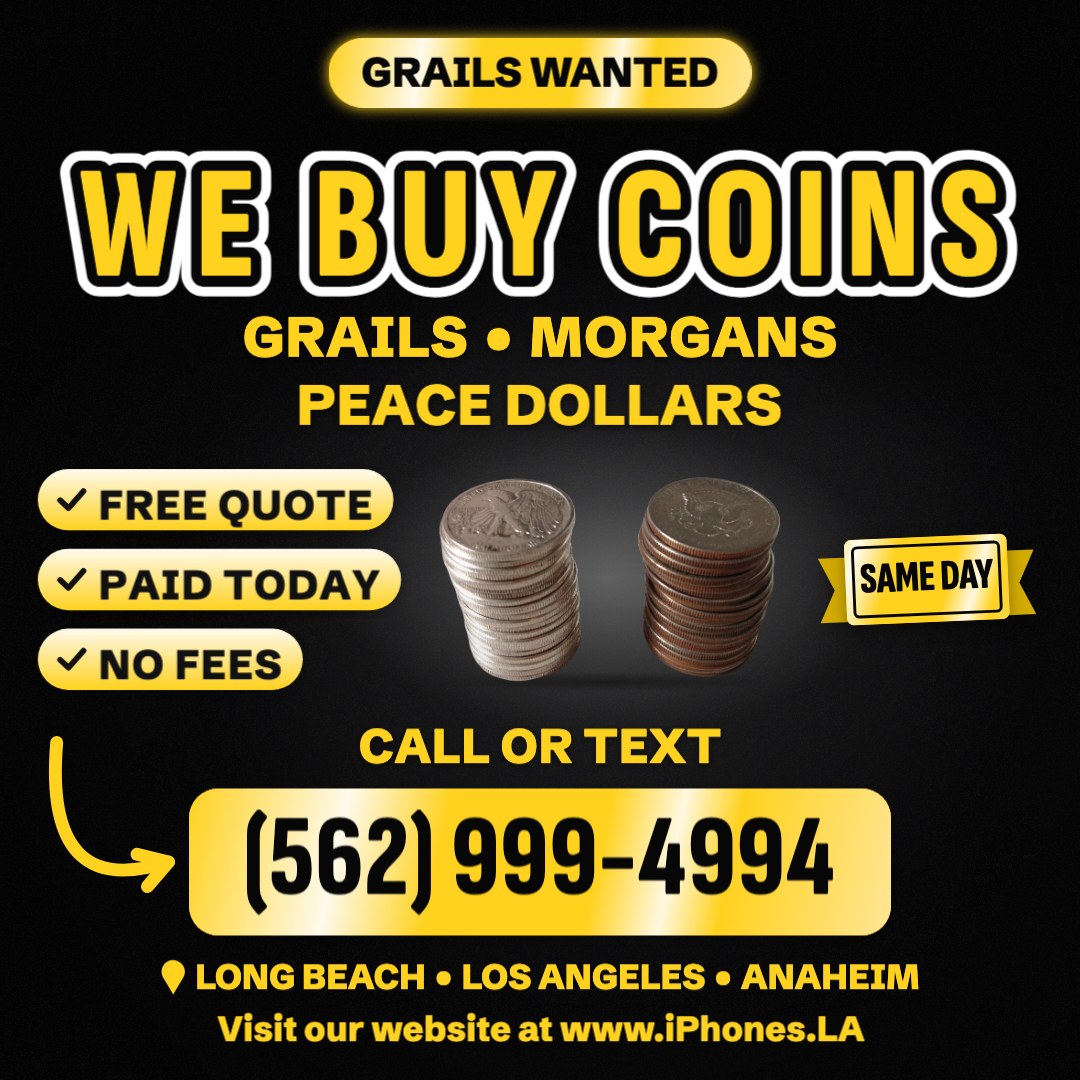 GRAILS WANTED
WE BUY COINS
GRAILS • MORGANS
PEACE DOLLARS
✓ FREE QUOTE
✓ PAID TODAY
✓ NO FEES
SAME DAY
CALL OR TEXT
(562) 999-4994
LONG BEACH • LOS ANGELES • ANAHEIM
Visit our website at www.iPhones.LA